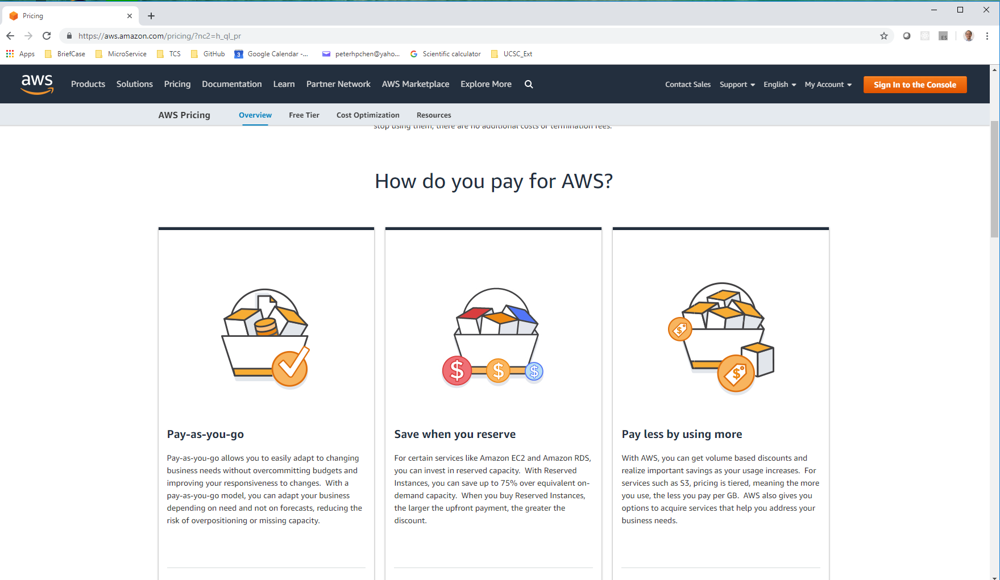 Pricing
https://aws.amazon.com/pricing/?nc2=h_ql_pr
ES
Apps BriefCase MicroService TCS GitHub 3 Google Calendar -... peterhpchen@yaho... G Scientific calculator UCSC_Ext
aws Products Solutions Pricing Documentation Learn Partner Network AWS Marketplace Explore More Contact Sales Support English My Account Sign In to the Console
AWS Pricing Overview Free Tier Cost Optimization Resources
stop using them, there are no additional costs or termination fees.
How do you pay for AWS?
$ $ $
$ $
Pay-as-you-go
Pay-as-you-go allows you to easily adapt to changing
business needs without overcommitting budgets and
improving your responsiveness to changes. With a
pay-as-you-go model, you can adapt your business
depending on need and not on forecasts, reducing the
risk of overpositioning or missing capacity.
Save when you reserve
For certain services like Amazon EC2 and Amazon RDS,
you can invest in reserved capacity. With Reserved
Instances, you can save up to 75% over equivalent on-
demand capacity. When you buy Reserved Instances,
the larger the upfront payment, the greater the
discount.
Pay less by using more
With AWS, you can get volume based discounts and
realize important savings as your usage increases. For
services such as S3, pricing is tiered, meaning the more
you use, the less you pay per GB. AWS also gives you
options to acquire services that help you address your
business needs.